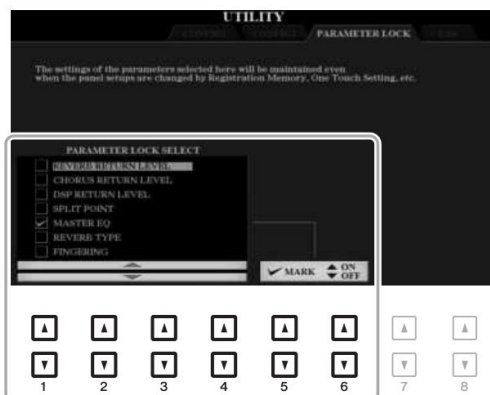 UTILITY
PARAMETER LOCK
The settings of the parameters selected here will be maintained even
when the panel setups are changed by Registration Memory, One Touch Setting, etc.
PARAMETER LOCK SELECT
REVERB RETURN LEVEL
CHORUS RETURN LEVEL
DSP RETURN LEVEL
SPLIT POINT
MASTER EQ
REVERB TYPE
FINGERING
MARK
ON
OFF
1 2 3 4 5 6 7 8